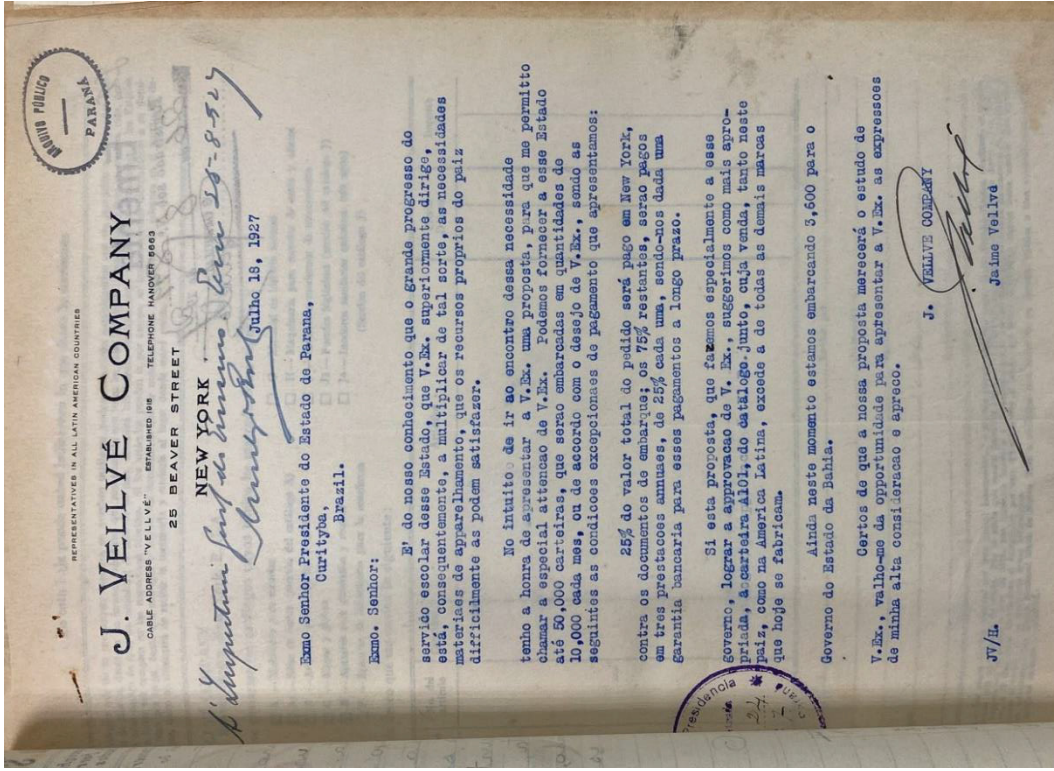 ARQUIVO PÚBLICO
PARANÁ
REPRESENTATIVES IN ALL LATIN AMERICAN COUNTRIES
J. VELLVÉ COMPANY
CABLE ADDRESS "VELLVÉ" ESTABLISHED 1915 TELEPHONE HANOVER 5663
25 BEAVER STREET
NEW YORK
Em 28-8-927
Julho 18, 1927
Exmo Senhor Presidente do Estado de Parana,
Curityba,
Brazil.
Exmo. Senhor:
E' do nosso conhecimento que o grande progresso do
servico escolar desse Estado, que V.Ex. superiormente dirige,
está, consequentemente, a multiplicar de tal sorte, as necessidades
materiaes de apparelhamento, que os recursos proprios do paiz
difficilmente as podem satisfazer.
No intuito de ir ao encontro dessa necessidade
tenho a honra de apresentar a V.Ex. uma proposta, para que me permitto
chamar a especial attencao de V.Ex. Podemos fornecer a esse Estado
até 50,000 carteiras, que serao embarcadas em quantidades de
10,000 cada mes, ou de accordo com o desejo de V.Ex., sendo as
seguintes as condicoes excepcionaes de pagamento que apresentamos:
25% do valor total do pedido será pago em New York,
contra os documentos de embarque; os 75% restantes, serao pagos
em tres prestacoes annaes, de 25% cada uma, sendo-nos dada uma
garantia bancaria para esses pagamentos a longo prazo.
Si esta proposta, que fazemos especialmente a esse
governo, lograr a approvacao de V. Ex., suggerimos como mais apro-
priada, a carteira A101, do catalogo junto, cuja venda, tanto neste
paiz, como na America Latina, excede a de todas as demais marcas
que hoje se fabricam.
Ainda neste momento estamos embarcando 3,600 para o
Governo do Estado da Bahia.
Certos de que a nossa proposta merecerá o estudo de
V.Ex., valho-me da opportunidade para apresentar a V.Ex. as expressoes
de minha alta consideracao e apreco.
J. VELLVE COMPANY
Jaime Vellvé
JV/H.
Presidencia